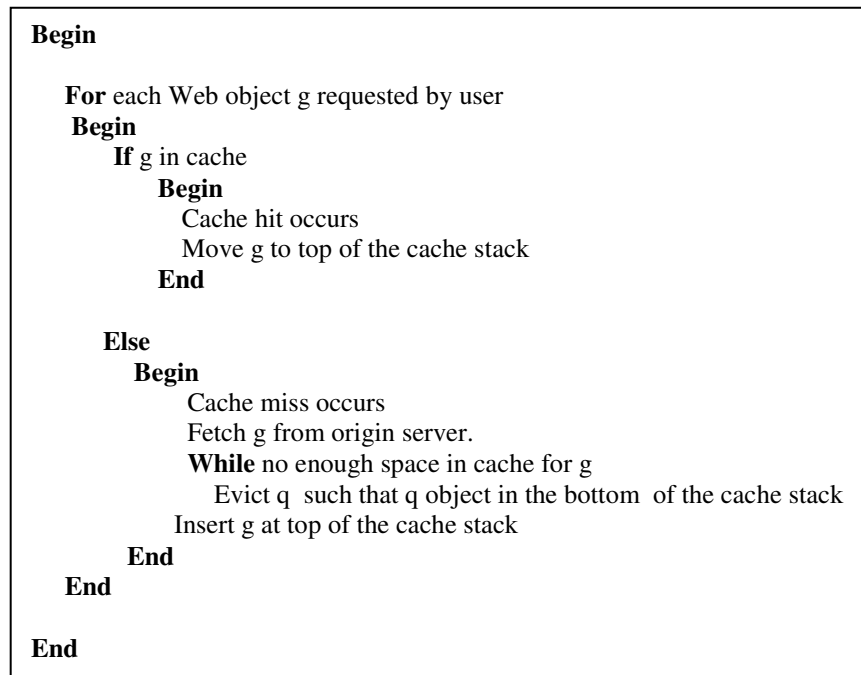 Begin
For each Web object g requested by user
Begin
If g in cache
Begin
Cache hit occurs
Move g to top of the cache stack
End
Else
Begin
Cache miss occurs
Fetch g from origin server.
While no enough space in cache for g
Evict q such that q object in the bottom of the cache stack
Insert g at top of the cache stack
End
End
End